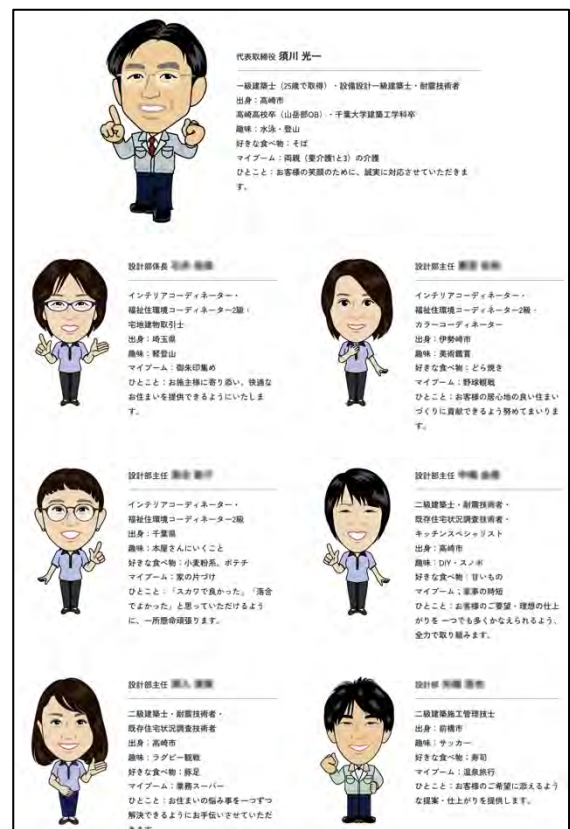 代表取締役 須川 光一
一級建築士（25歳で取得）・設備設計一級建築士・耐震技術者
出身：高崎市
高崎高校卒（山岳部OB）・千葉大学建築工学科卒
趣味：水泳・登山
好きな食べ物：そば
マイブーム：両親（要介護1と3）の介護
ひとこと：お客様の笑顔のために、誠実に対応させていただきま
す。
設計部係長
インテリアコーディネーター・
福祉住環境コーディネーター2級・
宅地建物取引士
出身：埼玉県
趣味：軽登山
マイブーム：御朱印集め
ひとこと：お施主様に寄り添い、快適な
お住まいを提供できるようにいたしま
す。
設計部主任
インテリアコーディネーター・
福祉住環境コーディネーター2級・
カラーコーディネーター
出身：伊勢崎市
趣味：美術鑑賞
好きな食べ物：どら焼き
マイブーム：野球観戦
ひとこと：お客様の居心地の良い住まい
づくりに貢献できるよう努めてまいりま
す。
設計部主任
インテリアコーディネーター・
福祉住環境コーディネーター2級
出身：千葉県
趣味：本屋さんにいくこと
好きな食べ物：小麦粉系、ポテチ
マイブーム：家の片づけ
ひとこと：「スカワで良かった」「落合
でよかった」と思っていただけるよう
に、一所懸命頑張ります。
設計部主任
二級建築士・耐震技術者・
既存住宅状況調査技術者・
キッチンスペシャリスト
出身：高崎市
趣味：DIY・スノボ
好きな食べ物：甘いもの
マイブーム：家事の時短
ひとこと：お客様のご要望・理想の仕上
がりを 一つでも多くかなえられるよう、
全力で取り組みます。
設計部主任
二級建築士・耐震技術者・
既存住宅状況調査技術者
出身：高崎市
趣味：ラグビー観戦
好きな食べ物：豚足
マイブーム：業務スーパー
ひとこと：お住まいの悩み事を一つずつ
解決できるようにお手伝いさせていただ
きます。
設計部
二級建築施工管理技士
出身：前橋市
趣味：サッカー
好きな食べ物：寿司
マイブーム：温泉旅行
ひとこと：お客様のご希望に添えるよう
な提案・仕上がりを提供します。